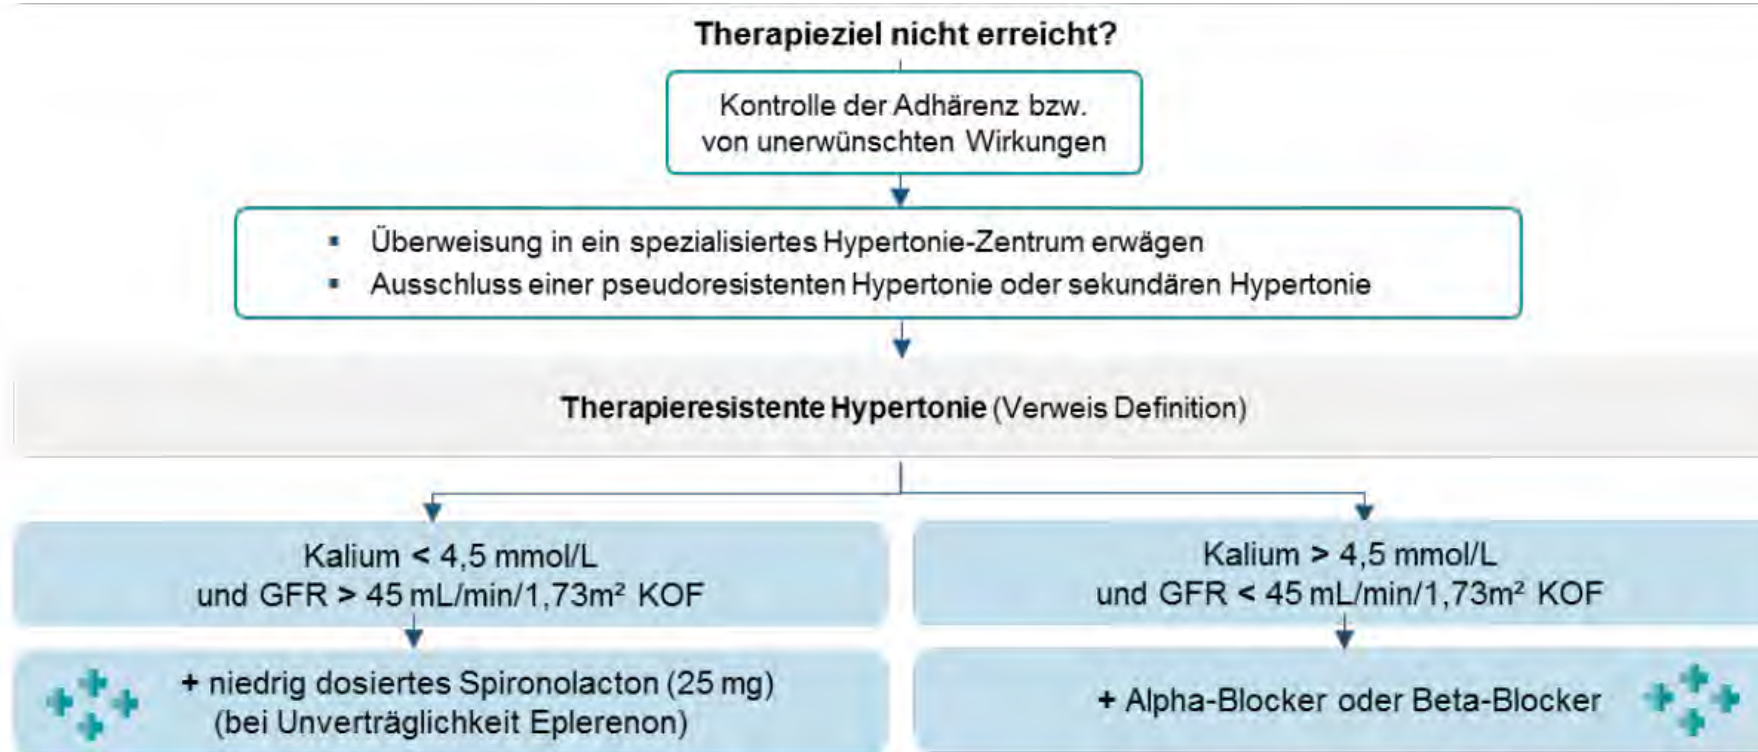 Therapieziel nicht erreicht?
Kontrolle der Adhärenz bzw.
von unerwünschten Wirkungen
▪ Überweisung in ein spezialisiertes Hypertonie-Zentrum erwägen
▪ Ausschluss einer pseudoresistenten Hypertonie oder sekundären Hypertonie
Therapieresistente Hypertonie (Verweis Definition)
Kalium < 4,5 mmol/L
und GFR > 45 mL/min/1,73m² KOF
+ niedrig dosiertes Spironolacton (25 mg)
(bei Unverträglichkeit Eplerenon)
Kalium > 4,5 mmol/L
und GFR < 45 mL/min/1,73m² KOF
+ Alpha-Blocker oder Beta-Blocker